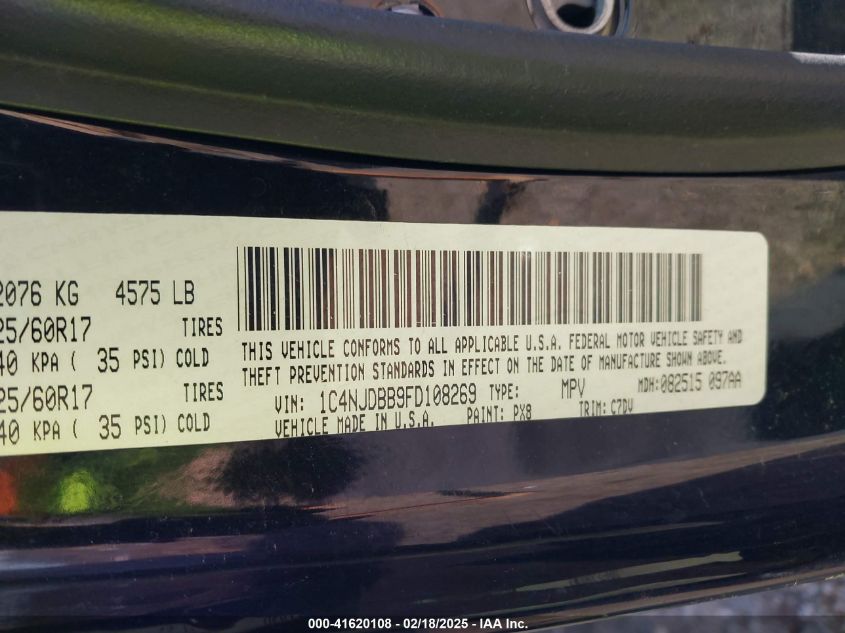 2076 KG 4575 LB
25/60R17 TIRES
40 KPA ( 35 PSI) COLD
25/60R17 TIRES
40 KPA ( 35 PSI) COLD
THIS VEHICLE CONFORMS TO ALL APPLICABLE U.S.A. FEDERAL MOTOR VEHICLE SAFETY AND
THEFT PREVENTION STANDARDS IN EFFECT ON THE DATE OF MANUFACTURE SHOWN ABOVE.
VIN: 1C4NJDBB9FD108269 TYPE: MPV MDH: 082515 097AA
VEHICLE MADE IN U.S.A. PAINT: PX8 TRIM: C7DV
000-41620108 - 02/18/2025 - IAA Inc.